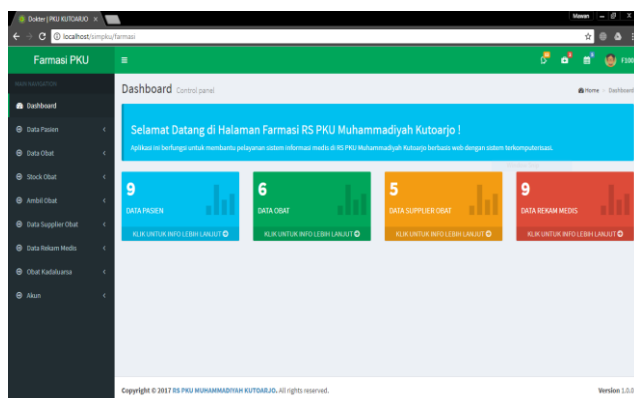 Dokter | PKU KUTOARJO ×
Mawan
localhost/simpku/farmasi
Farmasi PKU
F100
MAIN NAVIGATION
Dashboard
Data Pasien
Data Obat
Stock Obat
Ambil Obat
Data Supplier Obat
Data Rekam Medis
Obat Kadaluarsa
Akun
Dashboard Control panel
Home > Dashboard
Selamat Datang di Halaman Farmasi RS PKU Muhammadiyah Kutoarjo !
Aplikasi ini berfungsi untuk membantu pelayanan sistem informasi medis di RS PKU Muhammadiyah Kutoarjo berbasis web dengan sistem terkomputerisasi.
9
DATA PASIEN
KLIK UNTUK INFO LEBIH LANJUT
6
DATA OBAT
KLIK UNTUK INFO LEBIH LANJUT
5
DATA SUPPLIER OBAT
KLIK UNTUK INFO LEBIH LANJUT
9
DATA REKAM MEDIS
KLIK UNTUK INFO LEBIH LANJUT
Copyright © 2017 RS PKU MUHAMMADIYAH KUTOARJO. All rights reserved.
Version 1.0.0